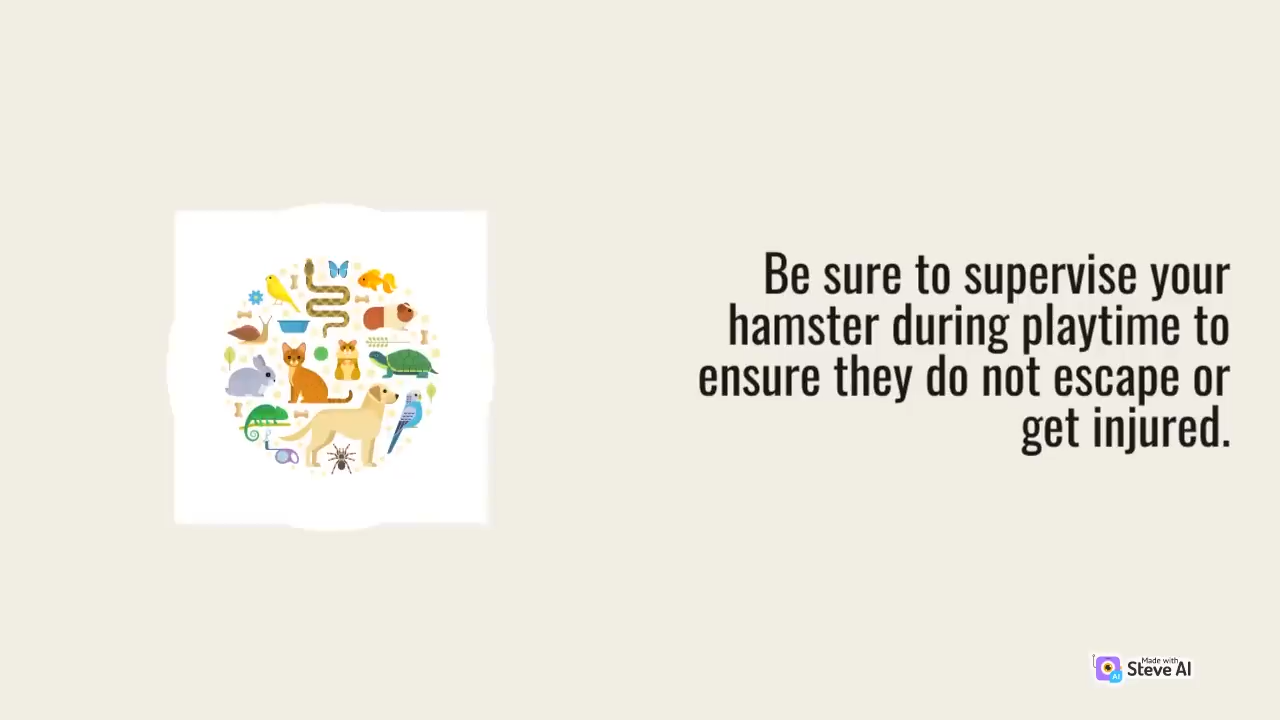 Be sure to supervise your
hamster during playtime to
ensure they do not escape or
get injured.
Made with
Steve AI
AI